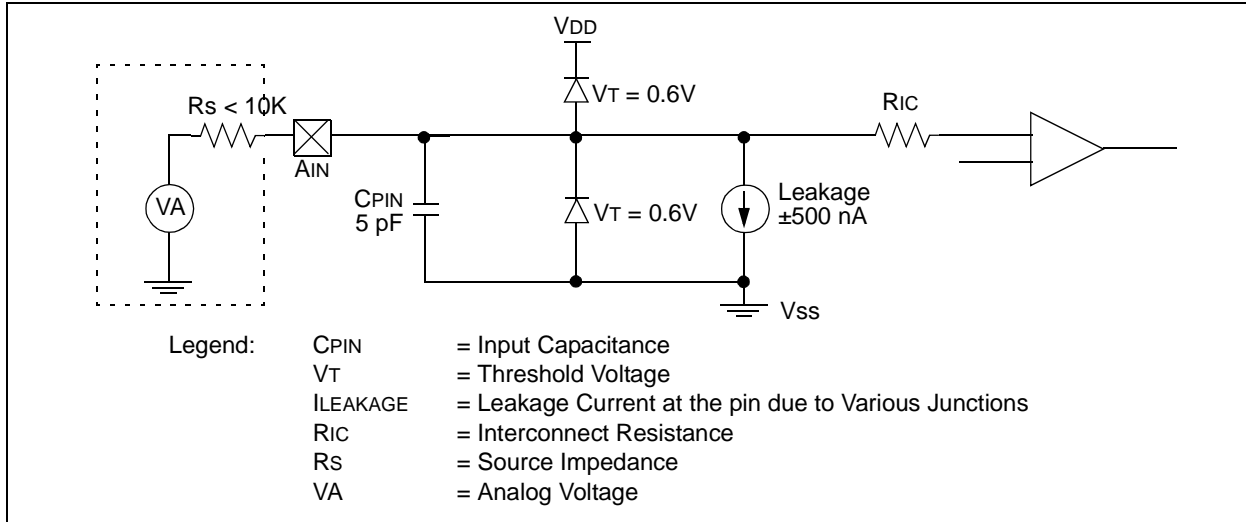 VDD
VT = 0.6V
RIC
Rs < 10K
AIN
VA
CPIN
5 pF
VT = 0.6V
Leakage
±500 nA
Vss
Legend: CPIN = Input Capacitance
VT = Threshold Voltage
ILEAKAGE = Leakage Current at the pin due to Various Junctions
RIC = Interconnect Resistance
RS = Source Impedance
VA = Analog Voltage